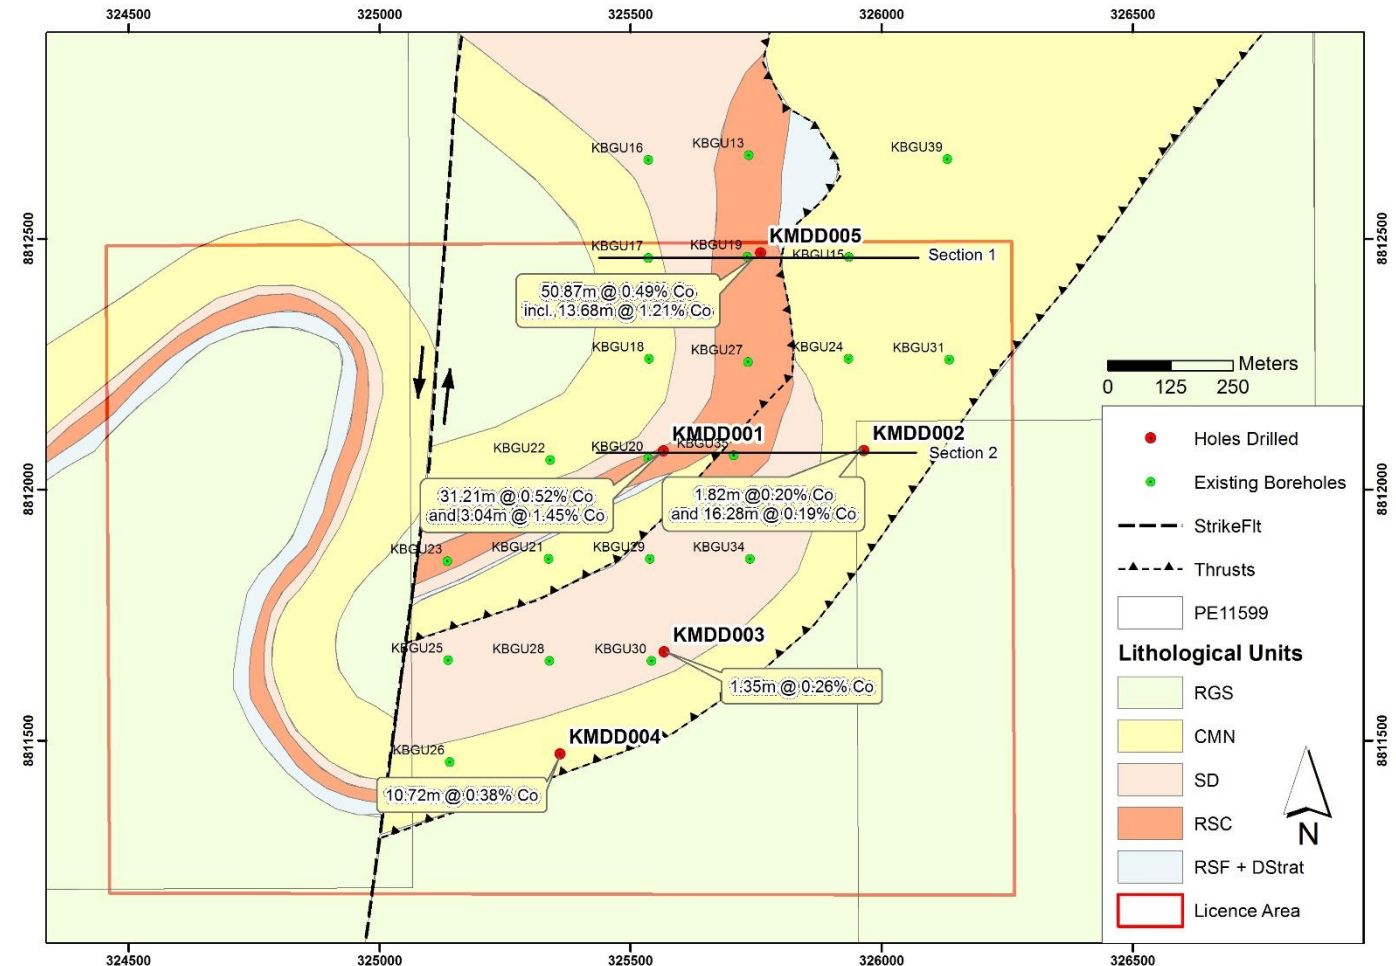 324500 325000 325500 326000 326500
8812500
8812000
8811500
8812500
8812000
8811500
KBGU16
KBGU13
KBGU39
KMDD005
KBGU17
KBGU19
KBGU15
Section 1
50.87m @ 0.49% Co
incl. 13.68m @ 1.21% Co
KBGU18
KBGU27
KBGU24
KBGU31
KMDD001
KBGU35
KMDD002
KBGU22
KBGU20
Section 2
31.21m @ 0.52% Co
and 3.04m @ 1.45% Co
1.82m @0.20% Co
and 16.28m @ 0.19% Co
KBGU23
KBGU21
KBGU29
KBGU34
KMDD003
KBGU25
KBGU28
KBGU30
1.35m @ 0.26% Co
KMDD004
KBGU26
10.72m @ 0.38% Co
Meters
0 125 250
Holes Drilled
Existing Boreholes
StrikeFlt
Thrusts
PE11599
Lithological Units
RGS
CMN
SD
RSC
RSF + DStrat
Licence Area
N
324500 325000 325500 326000 326500